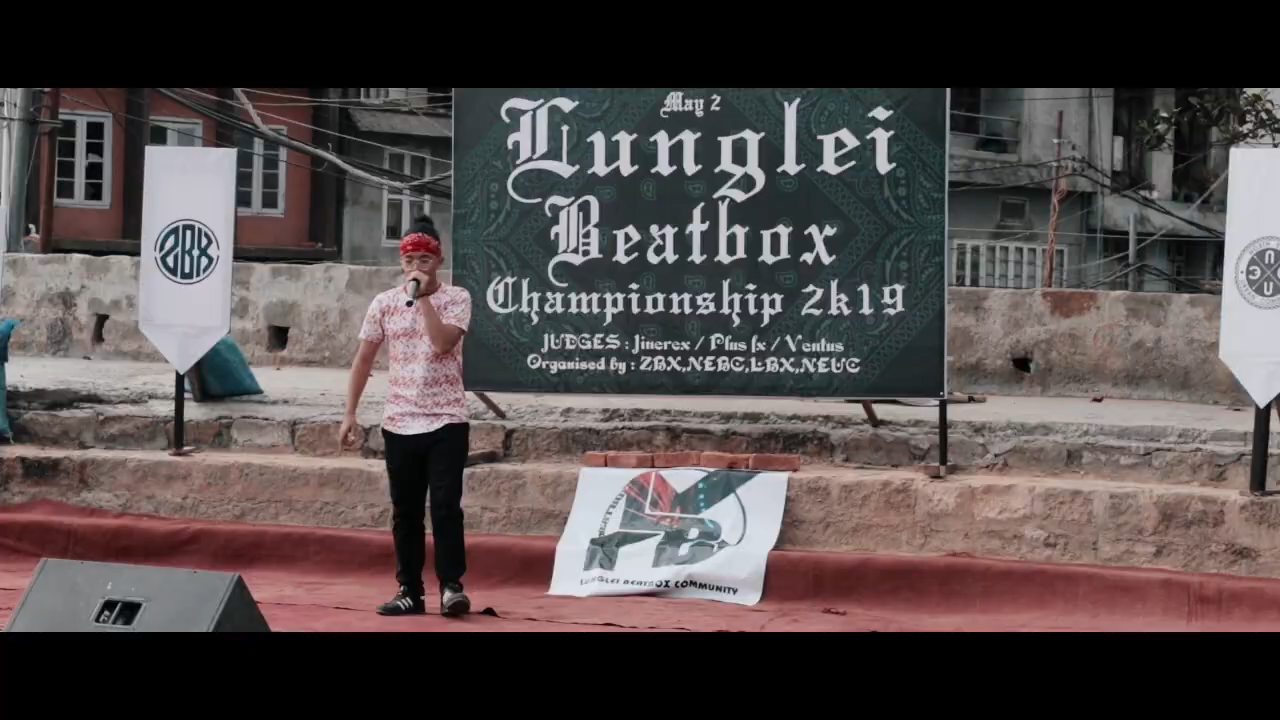 May 2
Lunglei
Beatbox
Championship 2k19
JUDGES : Jinerex / Plus fx / Ventus
Organised by : ZBX,NEBC,LBX,NEUC
ZBX
LUNGLEI BEATBOX COMMUNITY